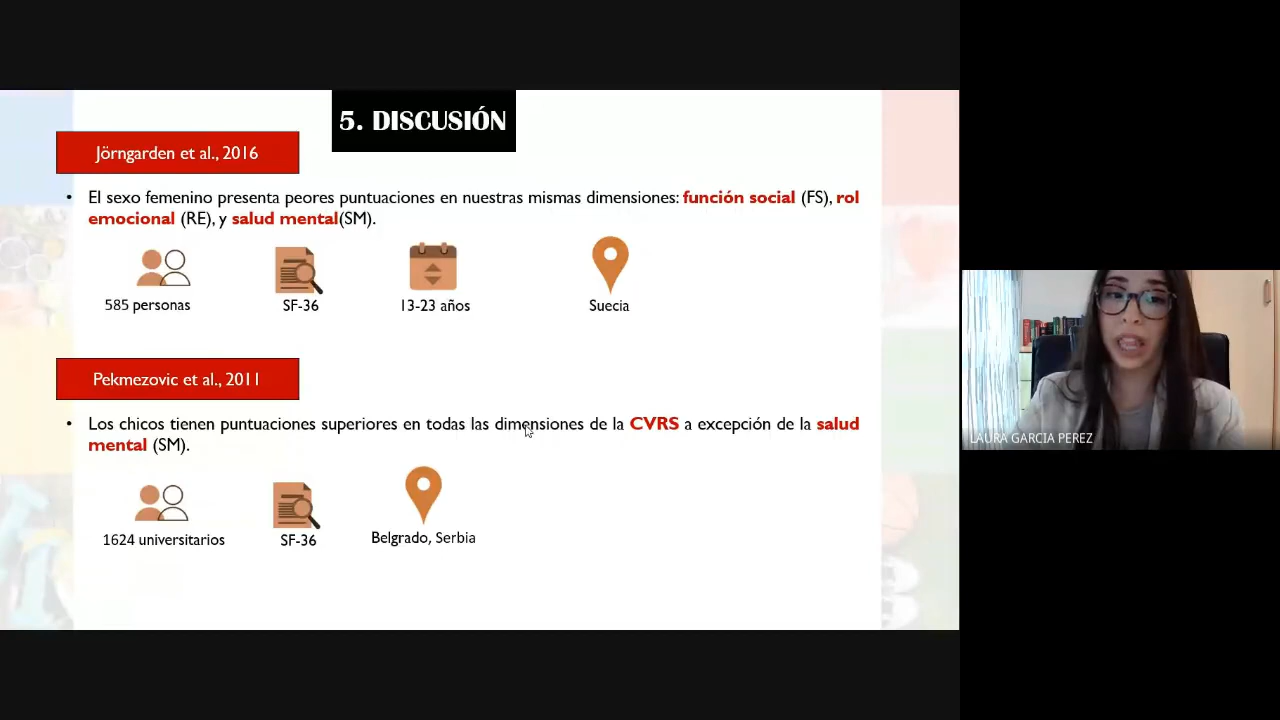 5. DISCUSIÓN
Jörngarden et al., 2016
• El sexo femenino presenta peores puntuaciones en nuestras mismas dimensiones: función social (FS), rol
emocional (RE), y salud mental(SM).
585 personas
SF-36
13-23 años
Suecia
Pekmezovic et al., 2011
• Los chicos tienen puntuaciones superiores en todas las dimensiones de la CVRS a excepción de la salud
mental (SM).
1624 universitarios
SF-36
Belgrado, Serbia
LAURA GARCIA PEREZ